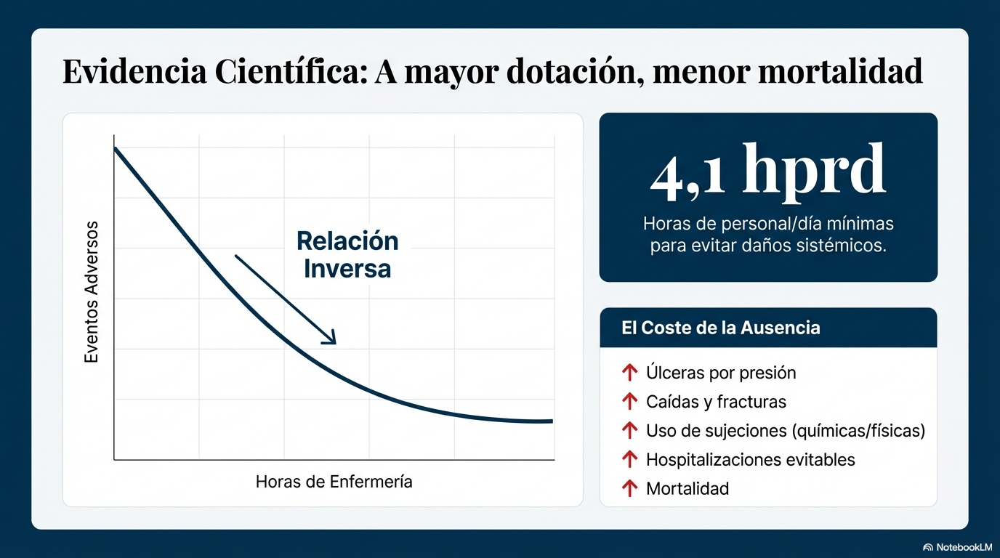 Evidencia Científica: A mayor dotación, menor mortalidad
Eventos Adversos
Relación
Inversa
Horas de Enfermería
4,1 hprd
Horas de personal/día mínimas
para evitar daños sistémicos.
El Coste de la Ausencia
↑ Úlceras por presión
↑ Caídas y fracturas
↑ Uso de sujeciones (químicas/físicas)
↑ Hospitalizaciones evitables
↑ Mortalidad
NotebookLM